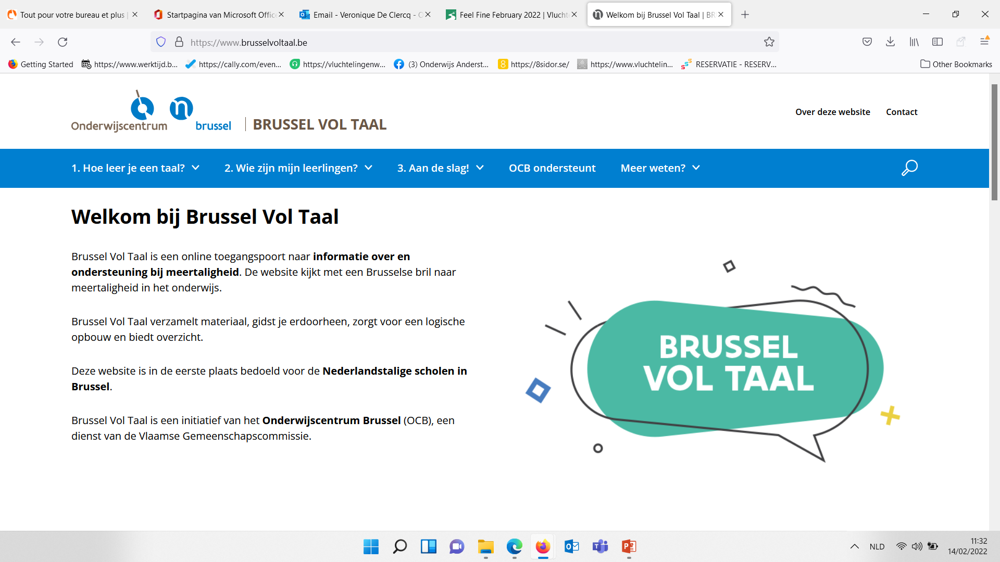 Tout pour votre bureau et plus |
Startpagina van Microsoft Offic
Email - Veronique De Clercq - O
Feel Fine February 2022 | Vlucht
Welkom bij Brussel Vol Taal | BR
https://www.brusselvoltaal.be
Getting Started
https://www.werktijd.b...
https://cally.com/even...
https://vluchtelingenw...
(3) Onderwijs Anderst...
8
https://8sidor.se/
https://www.vluchtelin...
sss
RESERVATIE - RESERV...
Other Bookmarks
Onderwijscentrum
n
brussel
BRUSSEL VOL TAAL
Over deze website
Contact
1. Hoe leer je een taal?
2. Wie zijn mijn leerlingen?
3. Aan de slag!
OCB ondersteunt
Meer weten?
Welkom bij Brussel Vol Taal
Brussel Vol Taal is een online toegangspoort naar informatie over en
ondersteuning bij meertaligheid. De website kijkt met een Brusselse bril naar
meertaligheid in het onderwijs.
Brussel Vol Taal verzamelt materiaal, gidst je erdoorheen, zorgt voor een logische
opbouw en biedt overzicht.
Deze website is in de eerste plaats bedoeld voor de Nederlandstalige scholen in
Brussel.
Brussel Vol Taal is een initiatief van het Onderwijscentrum Brussel (OCB), een
dienst van de Vlaamse Gemeenschapscommissie.
BRUSSEL
VOL TAAL
NLD
11:32
14/02/2022